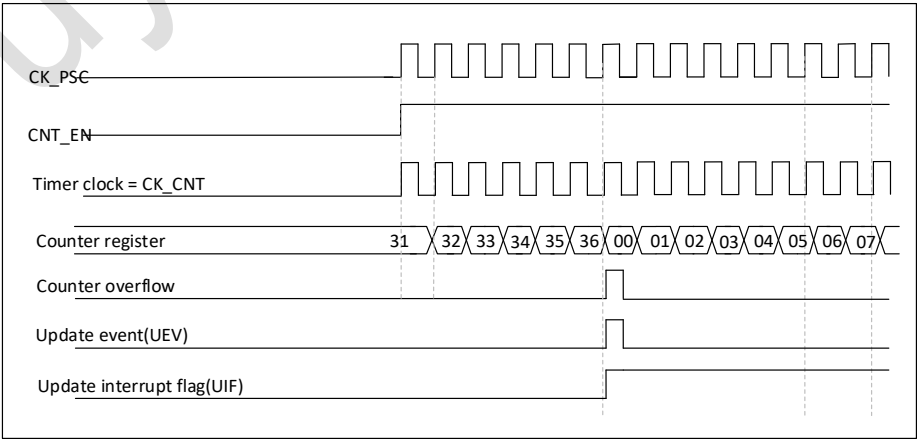 CK_PSC
CNT_EN
Timer clock = CK_CNT
Counter register 31 32 33 34 35 36 00 01 02 03 04 05 06 07
Counter overflow
Update event(UEV)
Update interrupt flag(UIF)